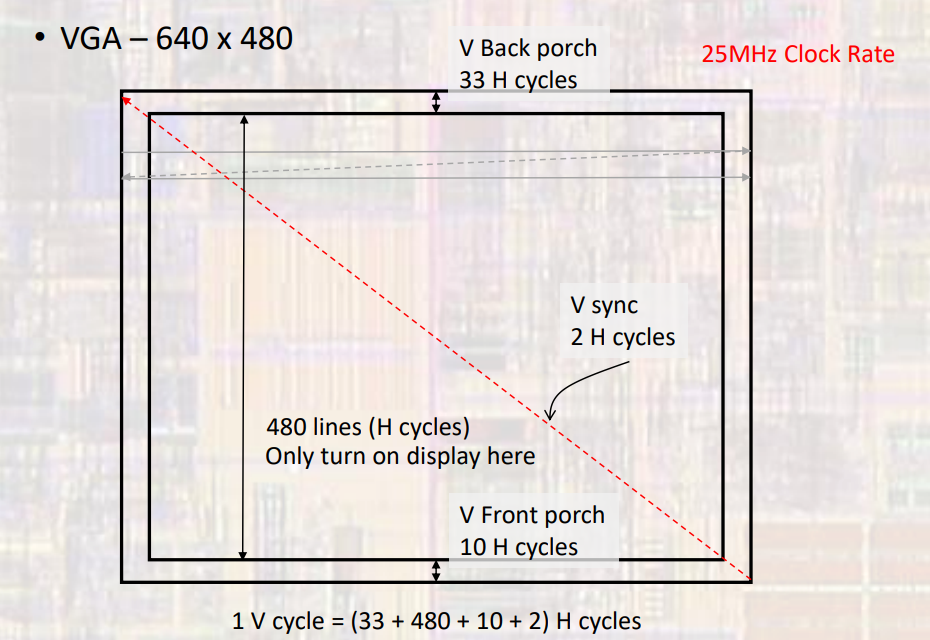 • VGA – 640 x 480
V Back porch
33 H cycles
25MHz Clock Rate
V sync
2 H cycles
480 lines (H cycles)
Only turn on display here
V Front porch
10 H cycles
1 V cycle = (33 + 480 + 10 + 2) H cycles